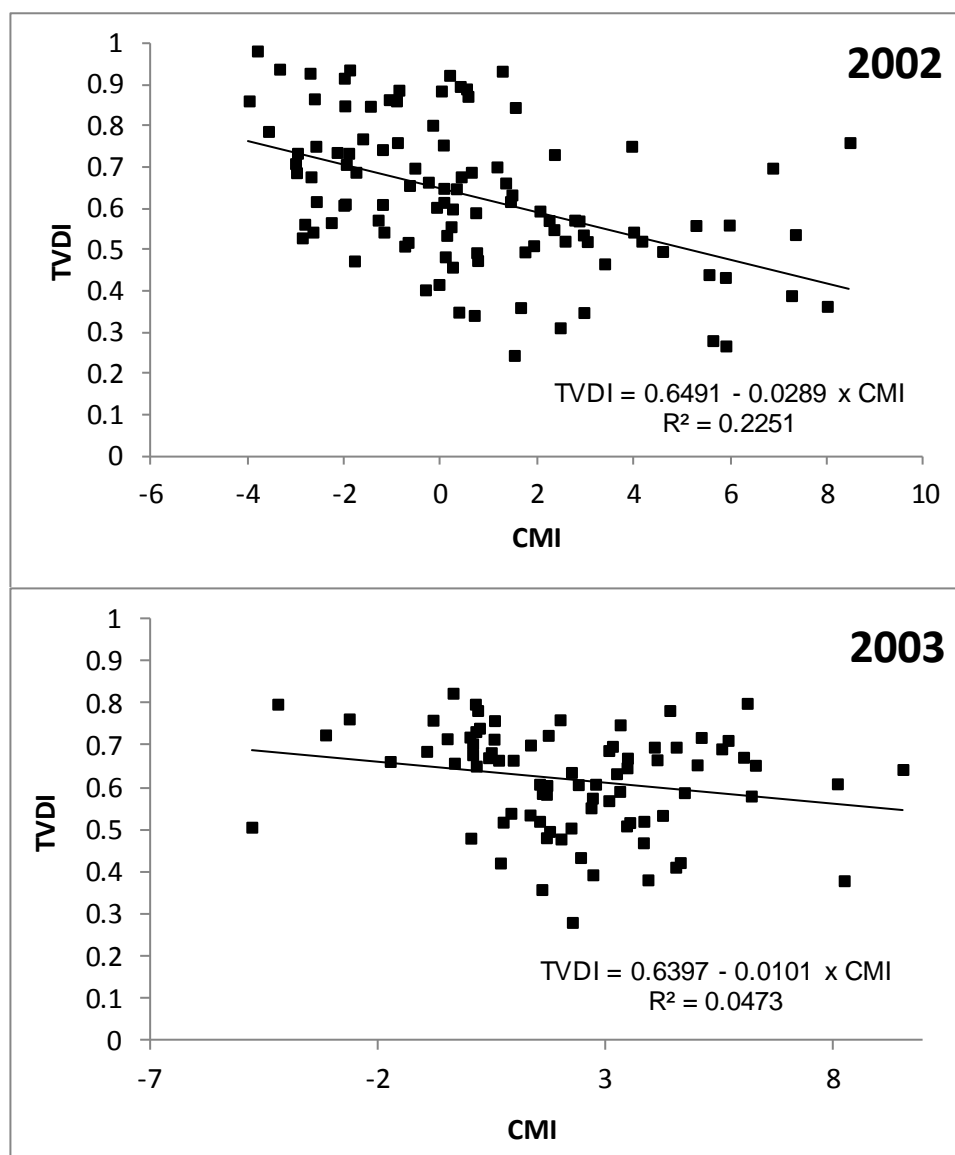 2002
1
0.9
0.8
0.7
0.6
0.5
0.4
0.3
0.2
0.1
0
TVDI
TVDI = 0.6491 - 0.0289 x CMI
R² = 0.2251
-6 -4 -2 0 2 4 6 8 10
CMI
2003
1
0.9
0.8
0.7
0.6
0.5
0.4
0.3
0.2
0.1
0
TVDI
TVDI = 0.6397 - 0.0101 x CMI
R² = 0.0473
-7 -2 3 8
CMI